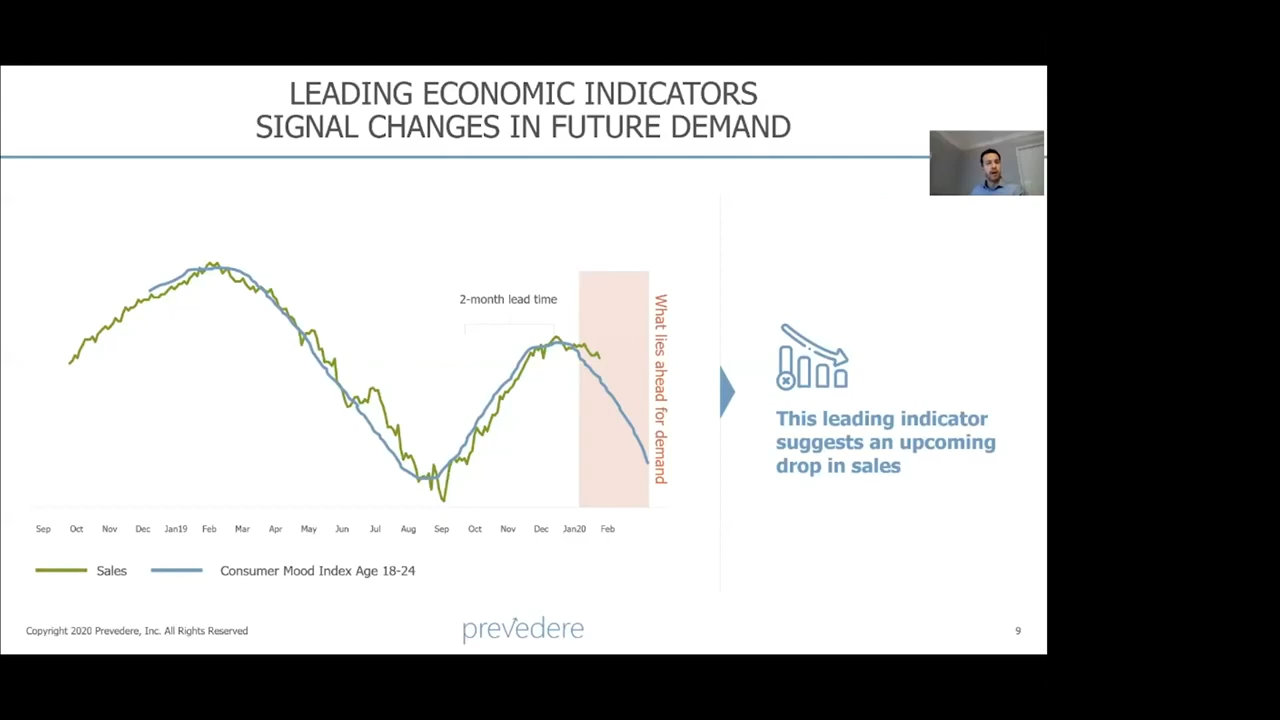 LEADING ECONOMIC INDICATORS
SIGNAL CHANGES IN FUTURE DEMAND
2-month lead time
What lies ahead for demand
This leading indicator
suggests an upcoming
drop in sales
Sep Oct Nov Dec Jan19 Feb Mar Apr May Jun Jul Aug Sep Oct Nov Dec Jan20 Feb
Sales Consumer Mood Index Age 18-24
Copyright 2020 Prevedere, Inc. All Rights Reserved
prevedere
9